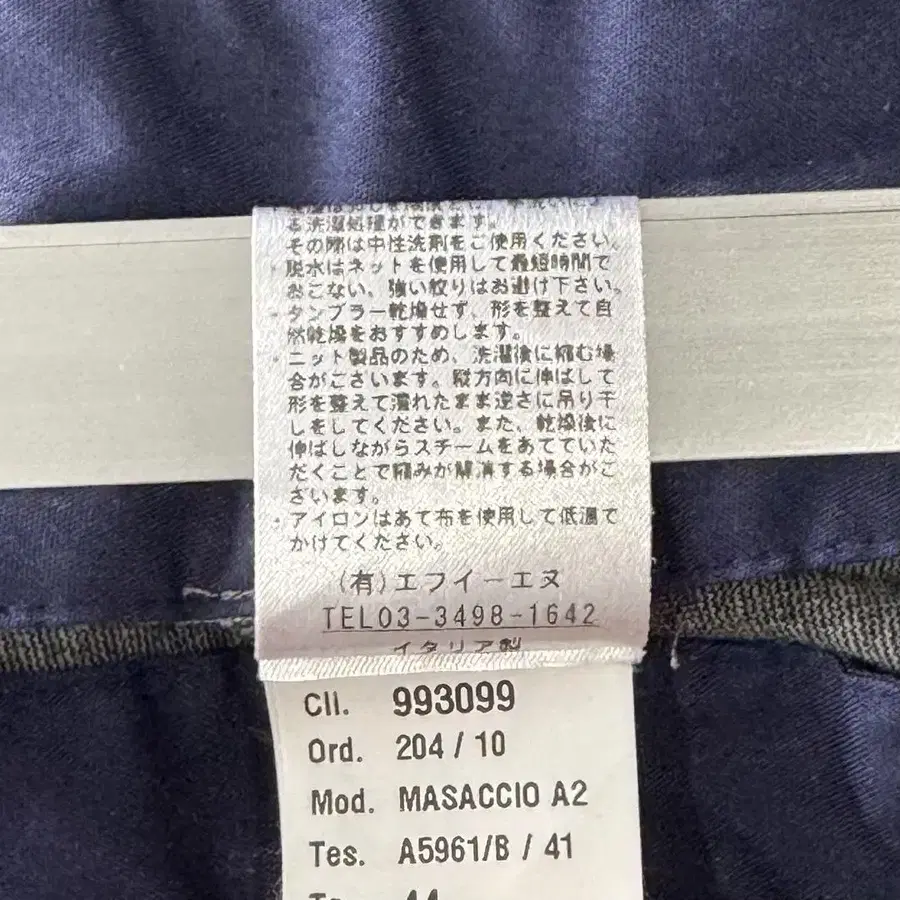 る洗濯処理ができます。
その際は中性洗剤をご使用ください。
・脱水はネットを使用して最短時間で
おこない、強い絞りはお避け下さい。
・タンブラー乾燥せず、形を整えて自
然乾燥をおすすめします。
・ニット製品のため、洗濯後に縮む場
合がございます。縦方向に伸ばして
形を整えて濡れたまま逆さに吊り干
しをしてください。また、乾燥後に
伸ばしながらスチームをあてていた
だくことで縮みが解消する場合がご
ざいます。
・アイロンはあて布を使用して低温で
かけてください。
(有)エフイーエヌ
TEL03-3498-1642
イタリア製
Cll. 993099
Ord. 204 / 10
Mod. MASACCIO A2
Tes. A5961/B / 41
44